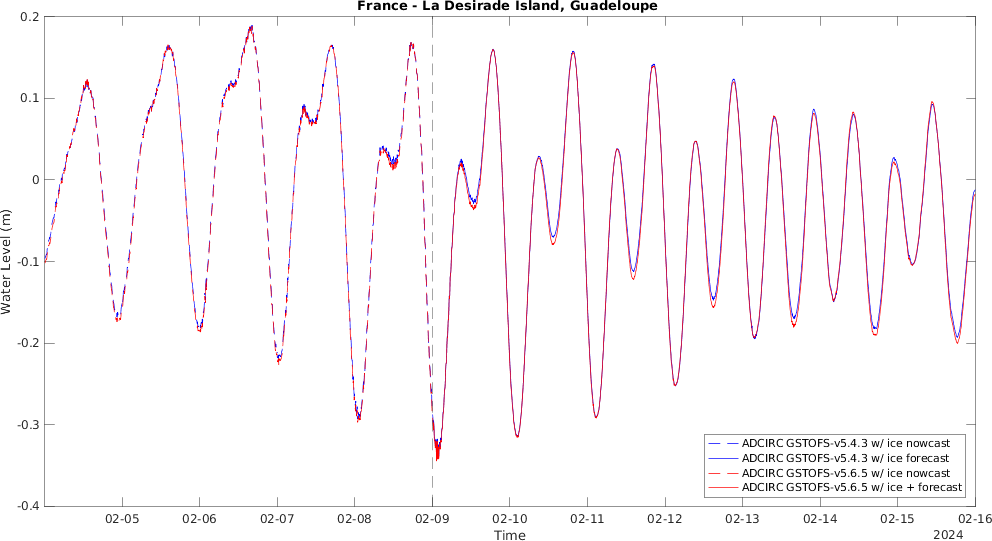 France - La Desirade Island, Guadeloupe
0.2
0.1
0
-0.1
-0.2
-0.3
-0.4
Water Level (m)
ADCIRC GSTOFS-v5.4.3 w/ ice nowcast
ADCIRC GSTOFS-v5.4.3 w/ ice forecast
ADCIRC GSTOFS-v5.6.5 w/ ice nowcast
ADCIRC GSTOFS-v5.6.5 w/ ice + forecast
02-05 02-06 02-07 02-08 02-09 02-10 02-11 02-12 02-13 02-14 02-15 02-16
Time
2024